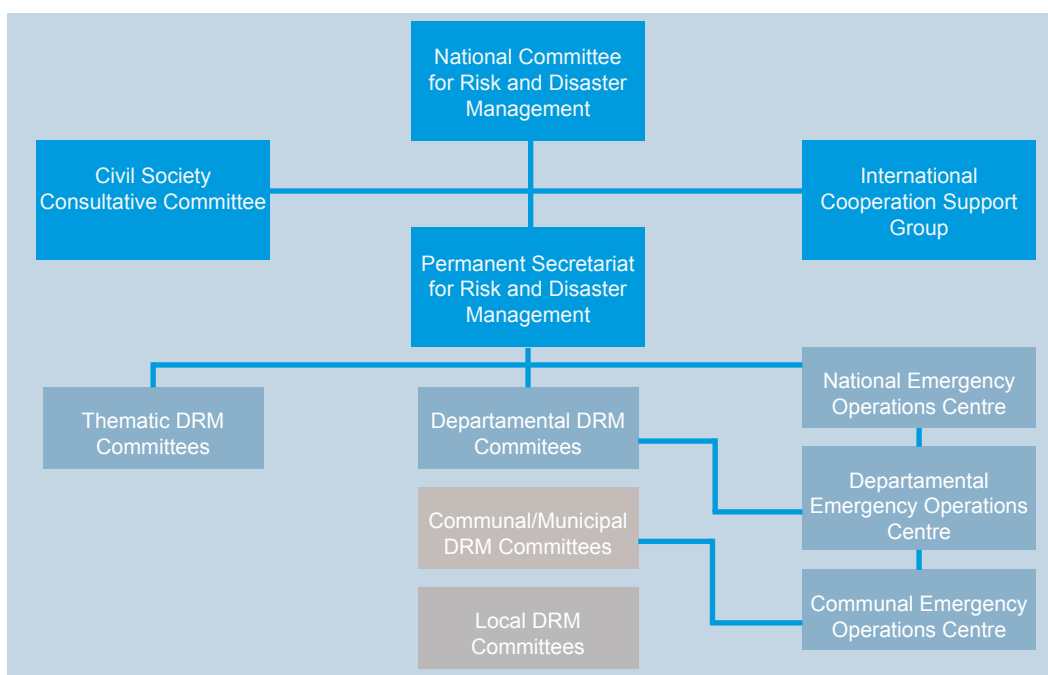 National Committee
for Risk and Disaster
Management
Civil Society
Consultative Committee
International
Cooperation Support
Group
Permanent Secretariat
for Risk and Disaster
Management
Thematic DRM
Committees
Departamental DRM
Commitees
National Emergency
Operations Centre
Departamental
Emergency Operations
Centre
Communal/Municipal
DRM Committees
Local DRM
Committees
Communal Emergency
Operations Centre